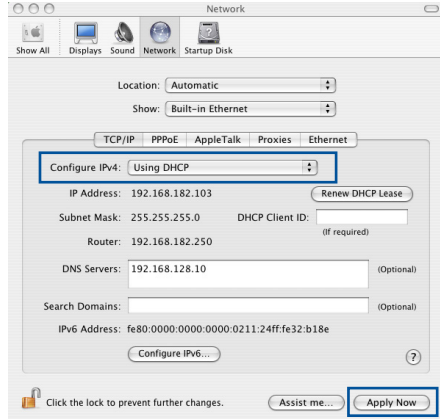 Network
Show All Displays Sound Network Startup Disk
Location: Automatic
Show: Built-in Ethernet
TCP/IP PPPoE AppleTalk Proxies Ethernet
Configure IPv4: Using DHCP
IP Address: 192.168.182.103 Renew DHCP Lease
Subnet Mask: 255.255.255.0 DHCP Client ID:
(If required)
Router: 192.168.182.250
DNS Servers: 192.168.128.10 (Optional)
Search Domains: (Optional)
IPv6 Address: fe80:0000:0000:0000:0211:24ff:fe32:b18e
Configure IPv6... ?
Click the lock to prevent further changes. Assist me... Apply Now